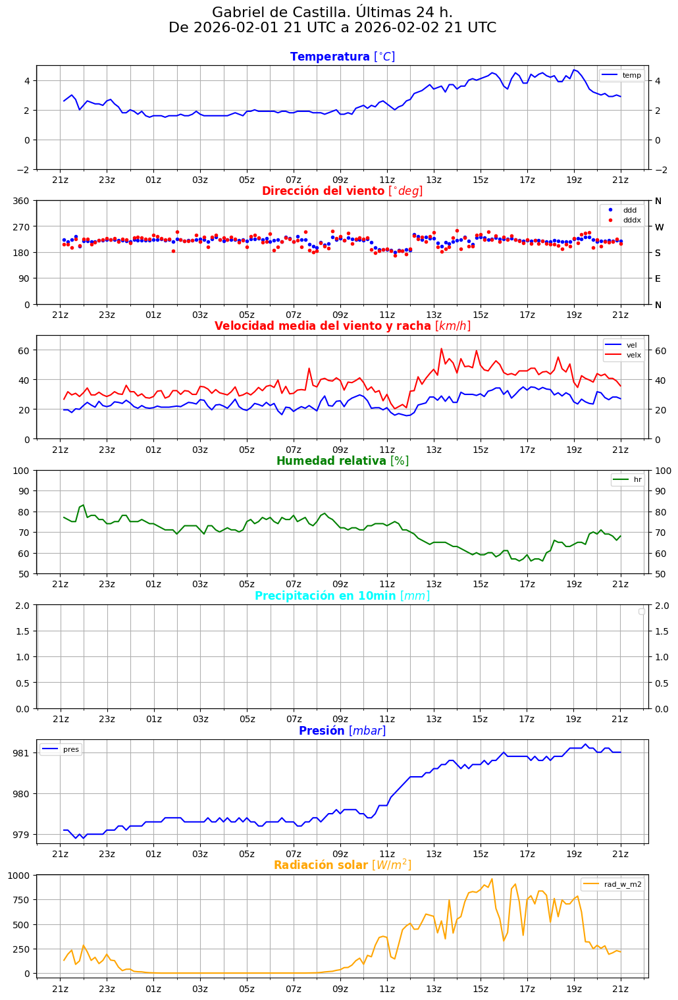 Gabriel de Castilla. Últimas 24 h.
De 2026-02-01 21 UTC a 2026-02-02 21 UTC
Temperatura [°C]
4 temp 4
2 2
0 0
−2 −2
21z 23z 01z 03z 05z 07z 09z 11z 13z 15z 17z 19z 21z
Dirección del viento [°deg]
360 N
ddd
dddx
270 W
180 S
90 E
0 N
21z 23z 01z 03z 05z 07z 09z 11z 13z 15z 17z 19z 21z
Velocidad media del viento y racha [km/h]
vel
60 velx 60
40 40
20 20
0 0
21z 23z 01z 03z 05z 07z 09z 11z 13z 15z 17z 19z 21z
Humedad relativa [%]
100 100
hr
90 90
80 80
70 70
60 60
50 50
21z 23z 01z 03z 05z 07z 09z 11z 13z 15z 17z 19z 21z
Precipitación en 10min [mm]
2.0 2.0
1.5 1.5
1.0 1.0
0.5 0.5
0.0 0.0
21z 23z 01z 03z 05z 07z 09z 11z 13z 15z 17z 19z 21z
Presión [mbar]
981 pres
980
979
21z 23z 01z 03z 05z 07z 09z 11z 13z 15z 17z 19z 21z
Radiación solar [W/m²]
1000
rad_w_m2
750
500
250
0
21z 23z 01z 03z 05z 07z 09z 11z 13z 15z 17z 19z 21z